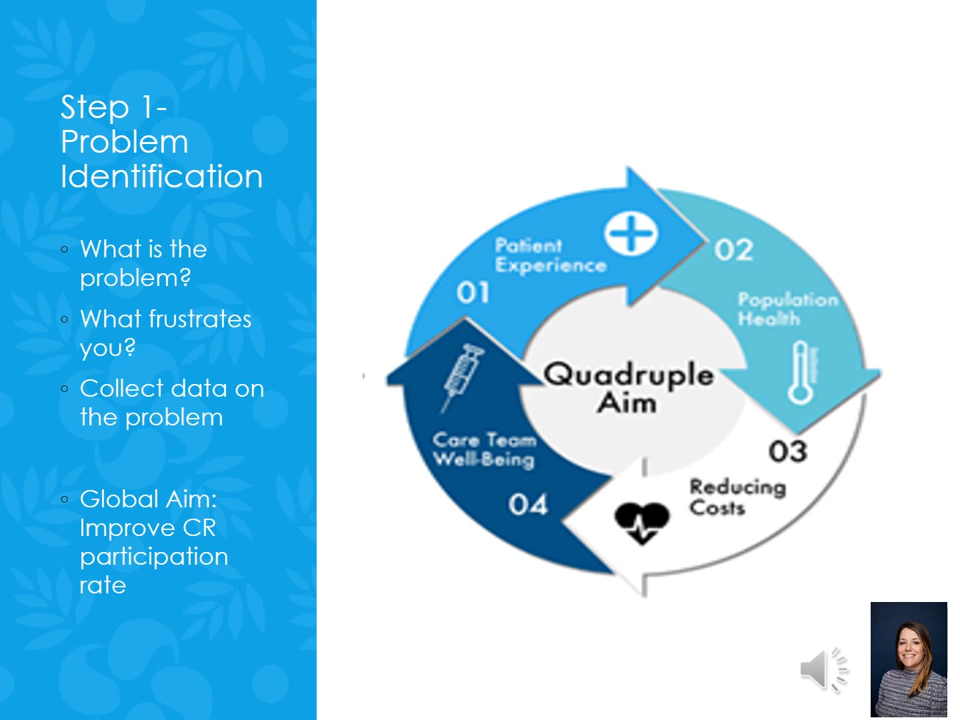 Step 1-
Problem
Identification
◦ What is the
problem?
◦ What frustrates
you?
◦ Collect data on
the problem
◦ Global Aim:
Improve CR
participation
rate
Patient
Experience
01
02
Population
Health
Quadruple
Aim
03
Reducing
Costs
Care Team
Well-Being
04